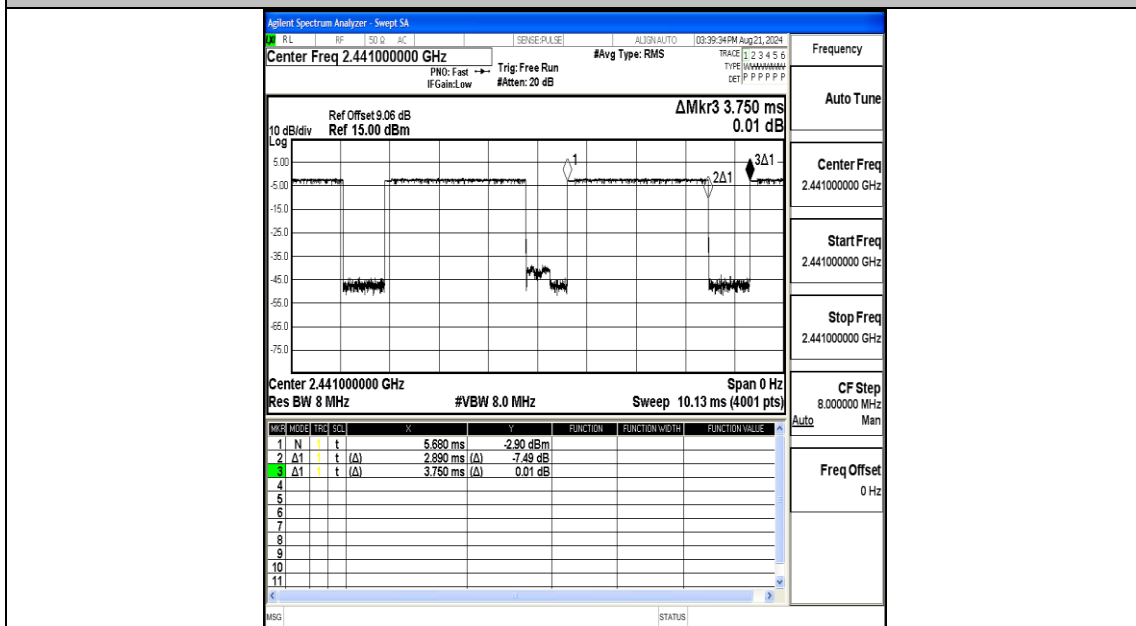 Agilent Spectrum Analyzer - Swept SA
LXI RL RF 50 Ω AC SENSE:PULSE ALIGN AUTO 03:39:34 PM Aug 21, 2024
Center Freq 2.441000000 GHz
#Avg Type: RMS
TRACE 1 2 3 4 5 6
TYPE
DET P P P P P P
PNO: Fast
IFGain:Low
Trig: Free Run
#Atten: 20 dB
ΔMkr3 3.750 ms
0.01 dB
Ref Offset 9.06 dB
10 dB/div Ref 15.00 dBm
Log
5.00
-5.00
-15.0
-25.0
-35.0
-45.0
-55.0
-65.0
-75.0
1
2Δ1
3Δ1
Center 2.441000000 GHz Span 0 Hz
Res BW 8 MHz #VBW 8.0 MHz Sweep 10.13 ms (4001 pts)
MKR MODE TRC SCL X Y FUNCTION FUNCTION WIDTH FUNCTION VALUE
1 N 1 t 5.680 ms -2.90 dBm
2 Δ1 1 t (Δ) 2.890 ms (Δ) -7.49 dB
3 Δ1 1 t (Δ) 3.750 ms (Δ) 0.01 dB
4
5
6
7
8
9
10
11
MSG STATUS
Frequency
Auto Tune
Center Freq
2.441000000 GHz
Start Freq
2.441000000 GHz
Stop Freq
2.441000000 GHz
CF Step
8.000000 MHz
Auto Man
Freq Offset
0 Hz